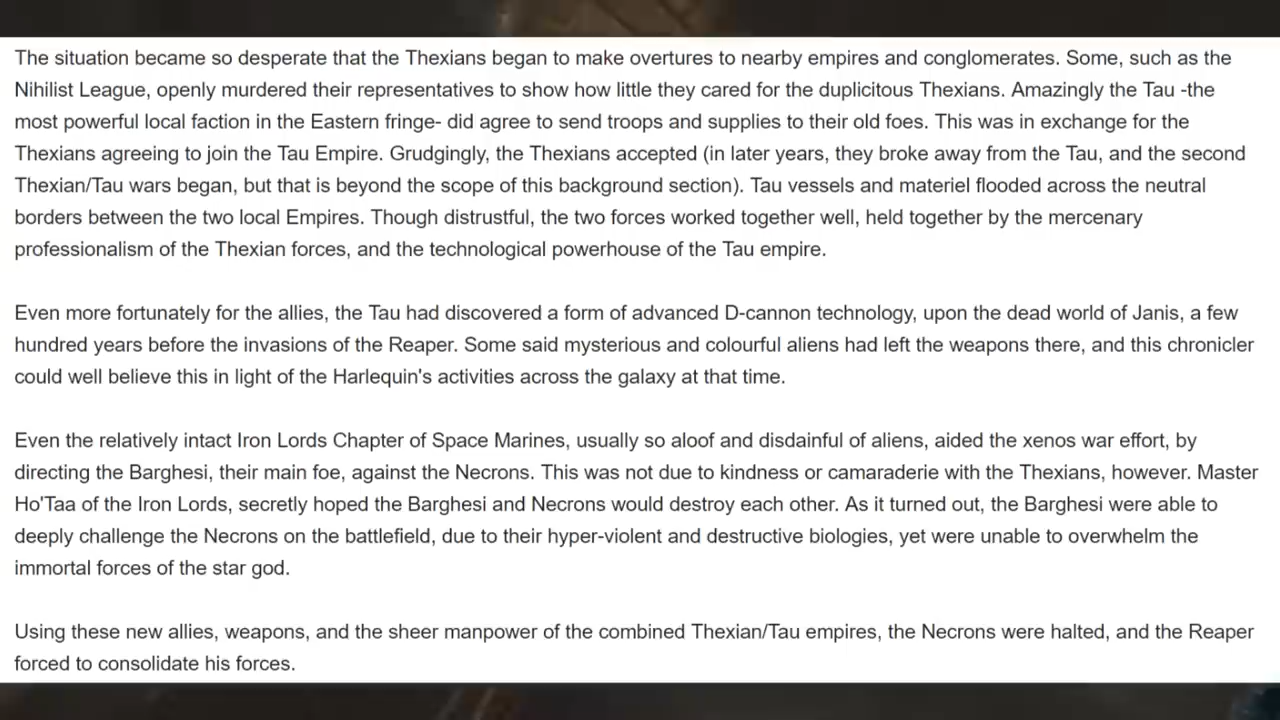 The situation became so desperate that the Thexians began to make overtures to nearby empires and conglomerates. Some, such as the
Nihilist League, openly murdered their representatives to show how little they cared for the duplicitous Thexians. Amazingly the Tau -the
most powerful local faction in the Eastern fringe- did agree to send troops and supplies to their old foes. This was in exchange for the
Thexians agreeing to join the Tau Empire. Grudgingly, the Thexians accepted (in later years, they broke away from the Tau, and the second
Thexian/Tau wars began, but that is beyond the scope of this background section). Tau vessels and materiel flooded across the neutral
borders between the two local Empires. Though distrustful, the two forces worked together well, held together by the mercenary
professionalism of the Thexian forces, and the technological powerhouse of the Tau empire.
Even more fortunately for the allies, the Tau had discovered a form of advanced D-cannon technology, upon the dead world of Janis, a few
hundred years before the invasions of the Reaper. Some said mysterious and colourful aliens had left the weapons there, and this chronicler
could well believe this in light of the Harlequin's activities across the galaxy at that time.
Even the relatively intact Iron Lords Chapter of Space Marines, usually so aloof and disdainful of aliens, aided the xenos war effort, by
directing the Barghesi, their main foe, against the Necrons. This was not due to kindness or camaraderie with the Thexians, however. Master
Ho'Taa of the Iron Lords, secretly hoped the Barghesi and Necrons would destroy each other. As it turned out, the Barghesi were able to
deeply challenge the Necrons on the battlefield, due to their hyper-violent and destructive biologies, yet were unable to overwhelm the
immortal forces of the star god.
Using these new allies, weapons, and the sheer manpower of the combined Thexian/Tau empires, the Necrons were halted, and the Reaper
forced to consolidate his forces.